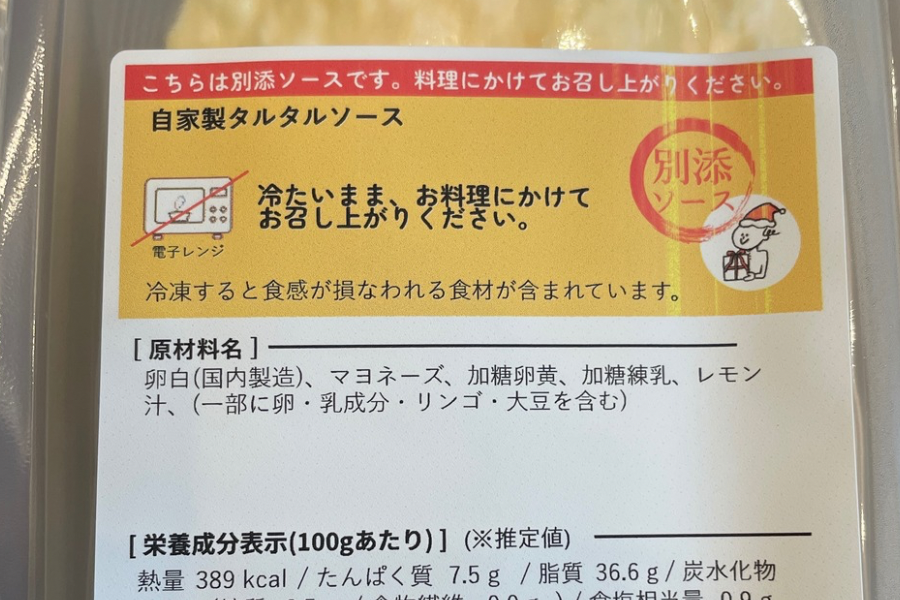 こちらは別添ソースです。料理にかけてお召し上がりください。
自家製タルタルソース
別添
ソース
冷たいまま、お料理にかけて
お召し上がりください。
電子レンジ
冷凍すると食感が損なわれる食材が含まれています。
[ 原材料名 ]
卵白(国内製造)、マヨネーズ、加糖卵黄、加糖練乳、レモン
汁、(一部に卵・乳成分・リンゴ・大豆を含む)
[ 栄養成分表示(100gあたり) ] (※推定値)
熱量 389 kcal / たんぱく質 7.5 g / 脂質 36.6 g / 炭水化物